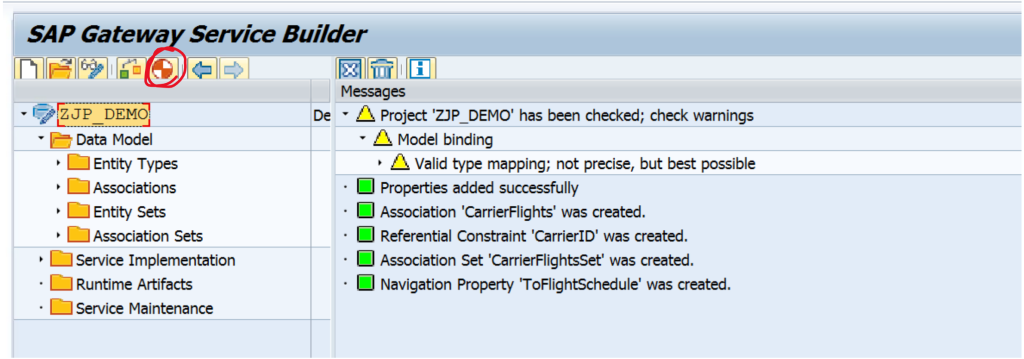 SAP Gateway Service Builder
Messages
ZJP_DEMO
De
Project 'ZJP_DEMO' has been checked; check warnings
Data Model
Model binding
Entity Types
Valid type mapping; not precise, but best possible
Associations
Properties added successfully
Entity Sets
Association 'CarrierFlights' was created.
Association Sets
Referential Constraint 'CarrierID' was created.
Service Implementation
Association Set 'CarrierFlightsSet' was created.
Runtime Artifacts
Navigation Property 'ToFlightSchedule' was created.
Service Maintenance